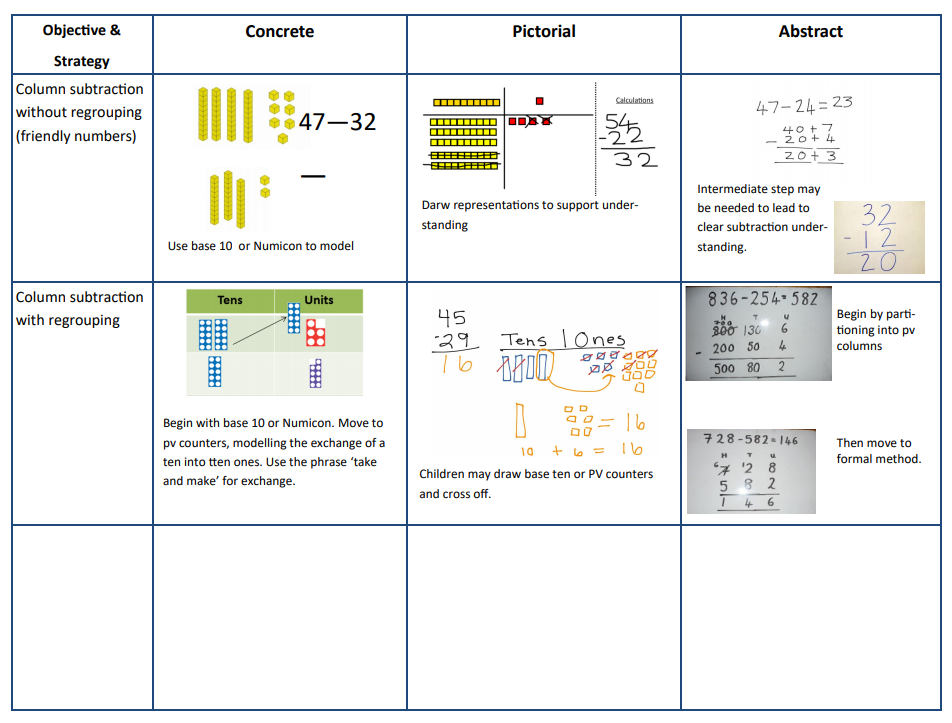 Objective &
Strategy
Concrete
Pictorial
Abstract
Column subtraction
without regrouping
(friendly numbers)
47—32
—
Use base 10 or Numicon to model
Calculations
54
-22
32
Darw representations to support under-
standing
47-24=23
40+7
- 20+4
20+3
Intermediate step may
be needed to lead to
clear subtraction under-
standing.
32
- 12
20
Column subtraction
with regrouping
Tens Units
Begin with base 10 or Numicon. Move to
pv counters, modelling the exchange of a
ten into tten ones. Use the phrase ‘take
and make’ for exchange.
45
-29
16
Tens | Ones
= 16
10 + 6 = 16
Children may draw base ten or PV counters
and cross off.
836-254=582
H T U
700
800 130 6
- 200 50 4
500 80 2
Begin by parti-
tioning into pv
columns
728-582=146
H T U
6 7 12 8
5 8 2
1 4 6
Then move to
formal method.